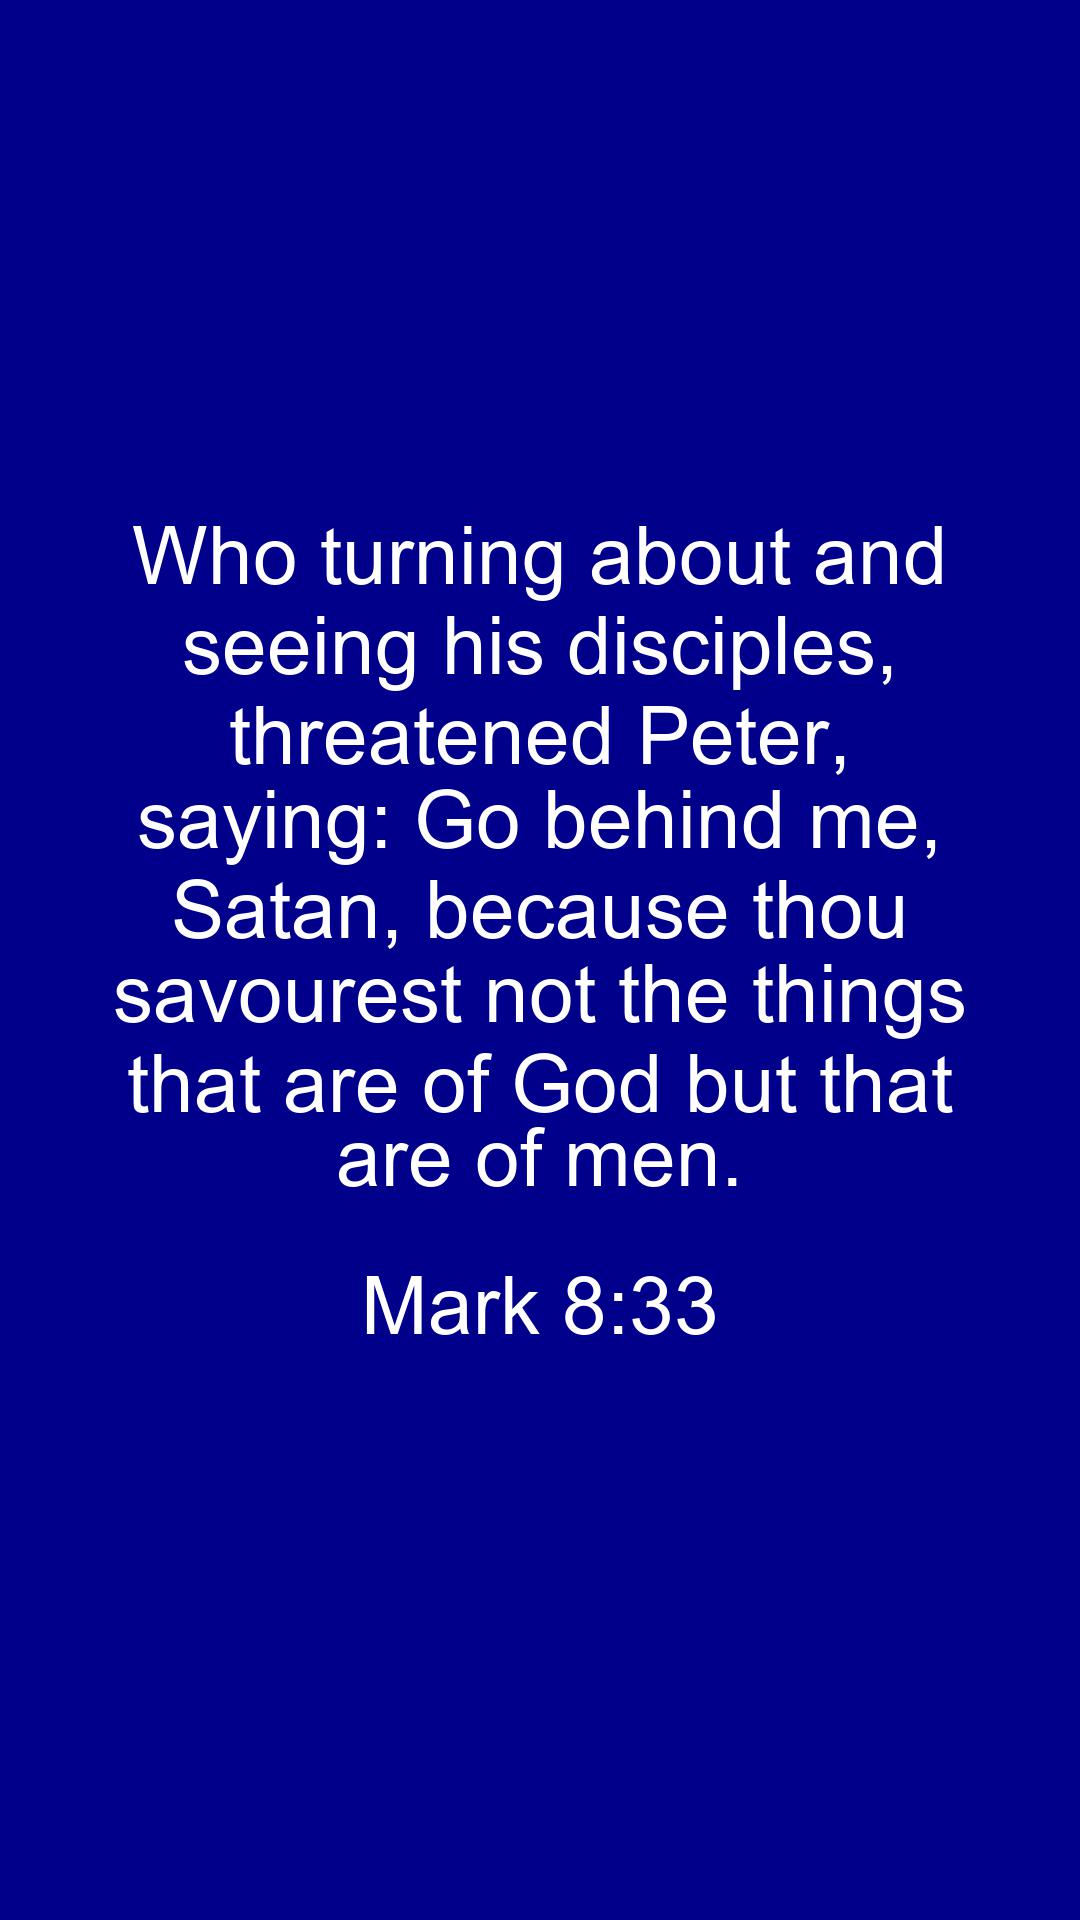 Who turning about and
seeing his disciples,
threatened Peter,
saying: Go behind me,
Satan, because thou
savourest not the things
that are of God but that
are of men.
Mark 8:33